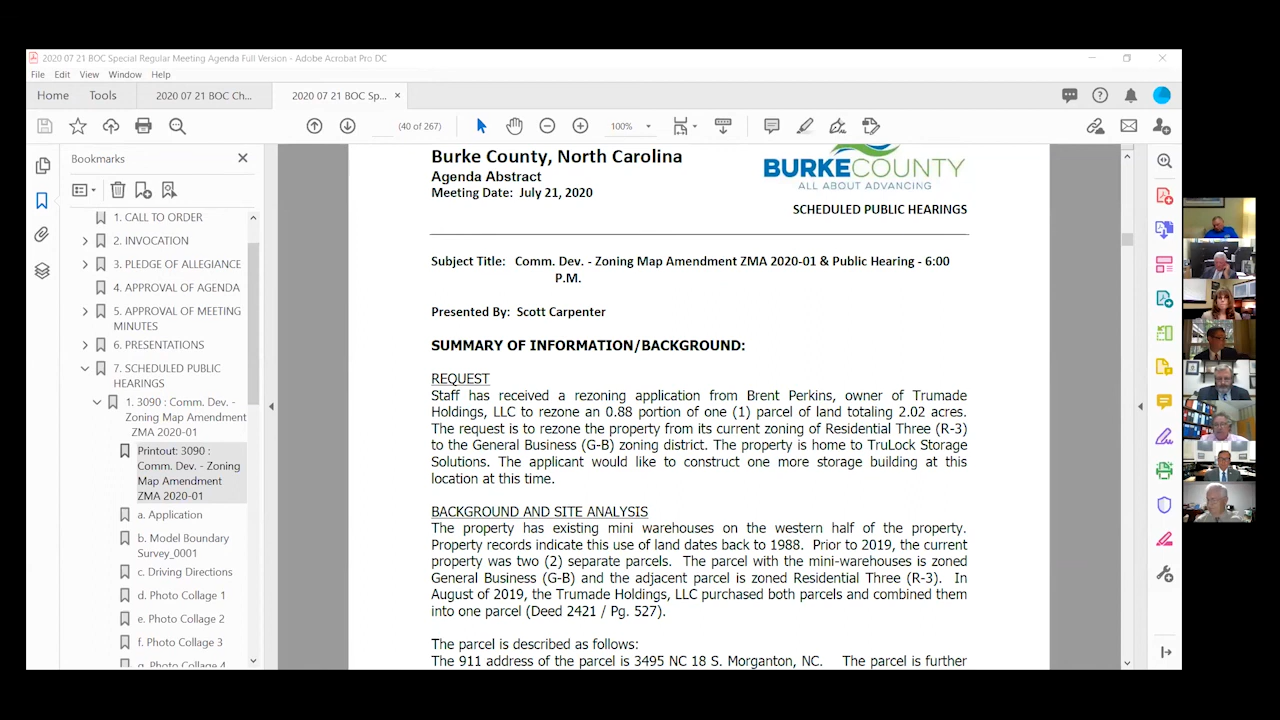 2020 07 21 BOC Special Regular Meeting Agenda Full Version - Adobe Acrobat Pro DC
File Edit View Window Help
Home Tools 2020 07 21 BOC Ch... 2020 07 21 BOC Sp... ×
(40 of 267) 100%
Bookmarks
1. CALL TO ORDER
2. INVOCATION
3. PLEDGE OF ALLEGIANCE
4. APPROVAL OF AGENDA
5. APPROVAL OF MEETING
MINUTES
6. PRESENTATIONS
7. SCHEDULED PUBLIC
HEARINGS
1. 3090 : Comm. Dev. -
Zoning Map Amendment
ZMA 2020-01
Printout: 3090 :
Comm. Dev. - Zoning
Map Amendment
ZMA 2020-01
a. Application
b. Model Boundary
Survey_0001
c. Driving Directions
d. Photo Collage 1
e. Photo Collage 2
f. Photo Collage 3
g. Photo Collage 4
Burke County, North Carolina
Agenda Abstract
Meeting Date: July 21, 2020
BURKECOUNTY
ALL ABOUT ADVANCING
SCHEDULED PUBLIC HEARINGS
Subject Title: Comm. Dev. - Zoning Map Amendment ZMA 2020-01 & Public Hearing - 6:00
P.M.
Presented By: Scott Carpenter
SUMMARY OF INFORMATION/BACKGROUND:
REQUEST
Staff has received a rezoning application from Brent Perkins, owner of Trumade
Holdings, LLC to rezone an 0.88 portion of one (1) parcel of land totaling 2.02 acres.
The request is to rezone the property from its current zoning of Residential Three (R-3)
to the General Business (G-B) zoning district. The property is home to TruLock Storage
Solutions. The applicant would like to construct one more storage building at this
location at this time.
BACKGROUND AND SITE ANALYSIS
The property has existing mini warehouses on the western half of the property.
Property records indicate this use of land dates back to 1988. Prior to 2019, the current
property was two (2) separate parcels. The parcel with the mini-warehouses is zoned
General Business (G-B) and the adjacent parcel is zoned Residential Three (R-3). In
August of 2019, the Trumade Holdings, LLC purchased both parcels and combined them
into one parcel (Deed 2421 / Pg. 527).
The parcel is described as follows:
The 911 address of the parcel is 3495 NC 18 S. Morganton, NC. The parcel is further